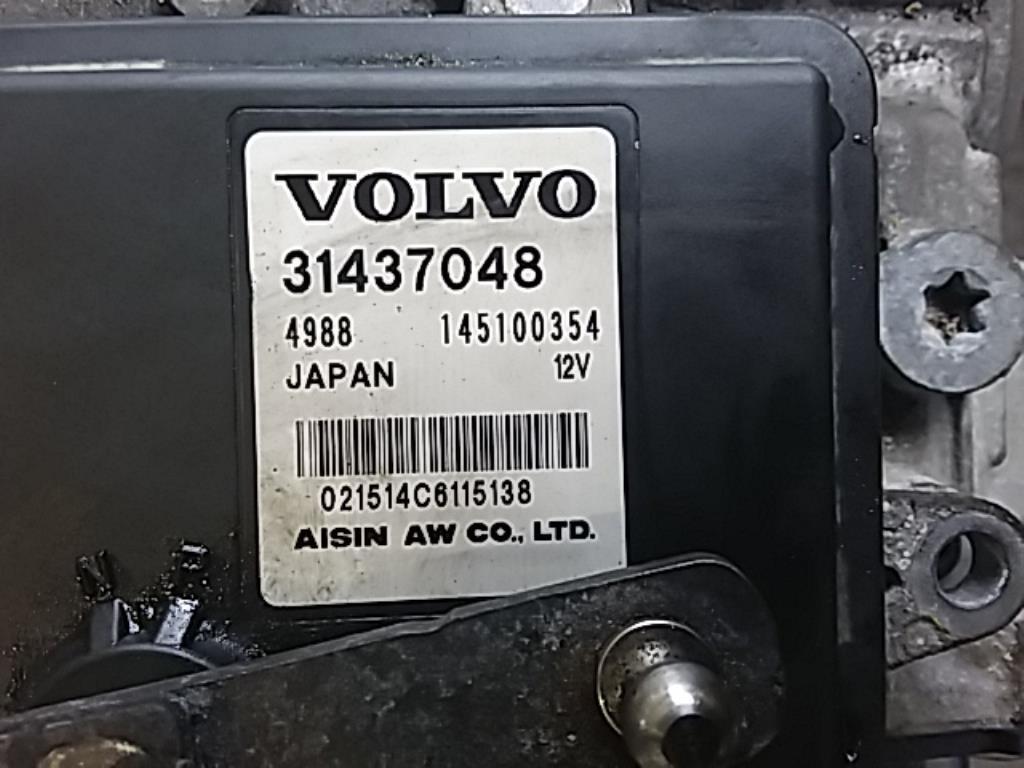 VOLVO
31437048
4988 145100354
JAPAN 12V
021514C6115138
AISIN AW CO., LTD.
N R